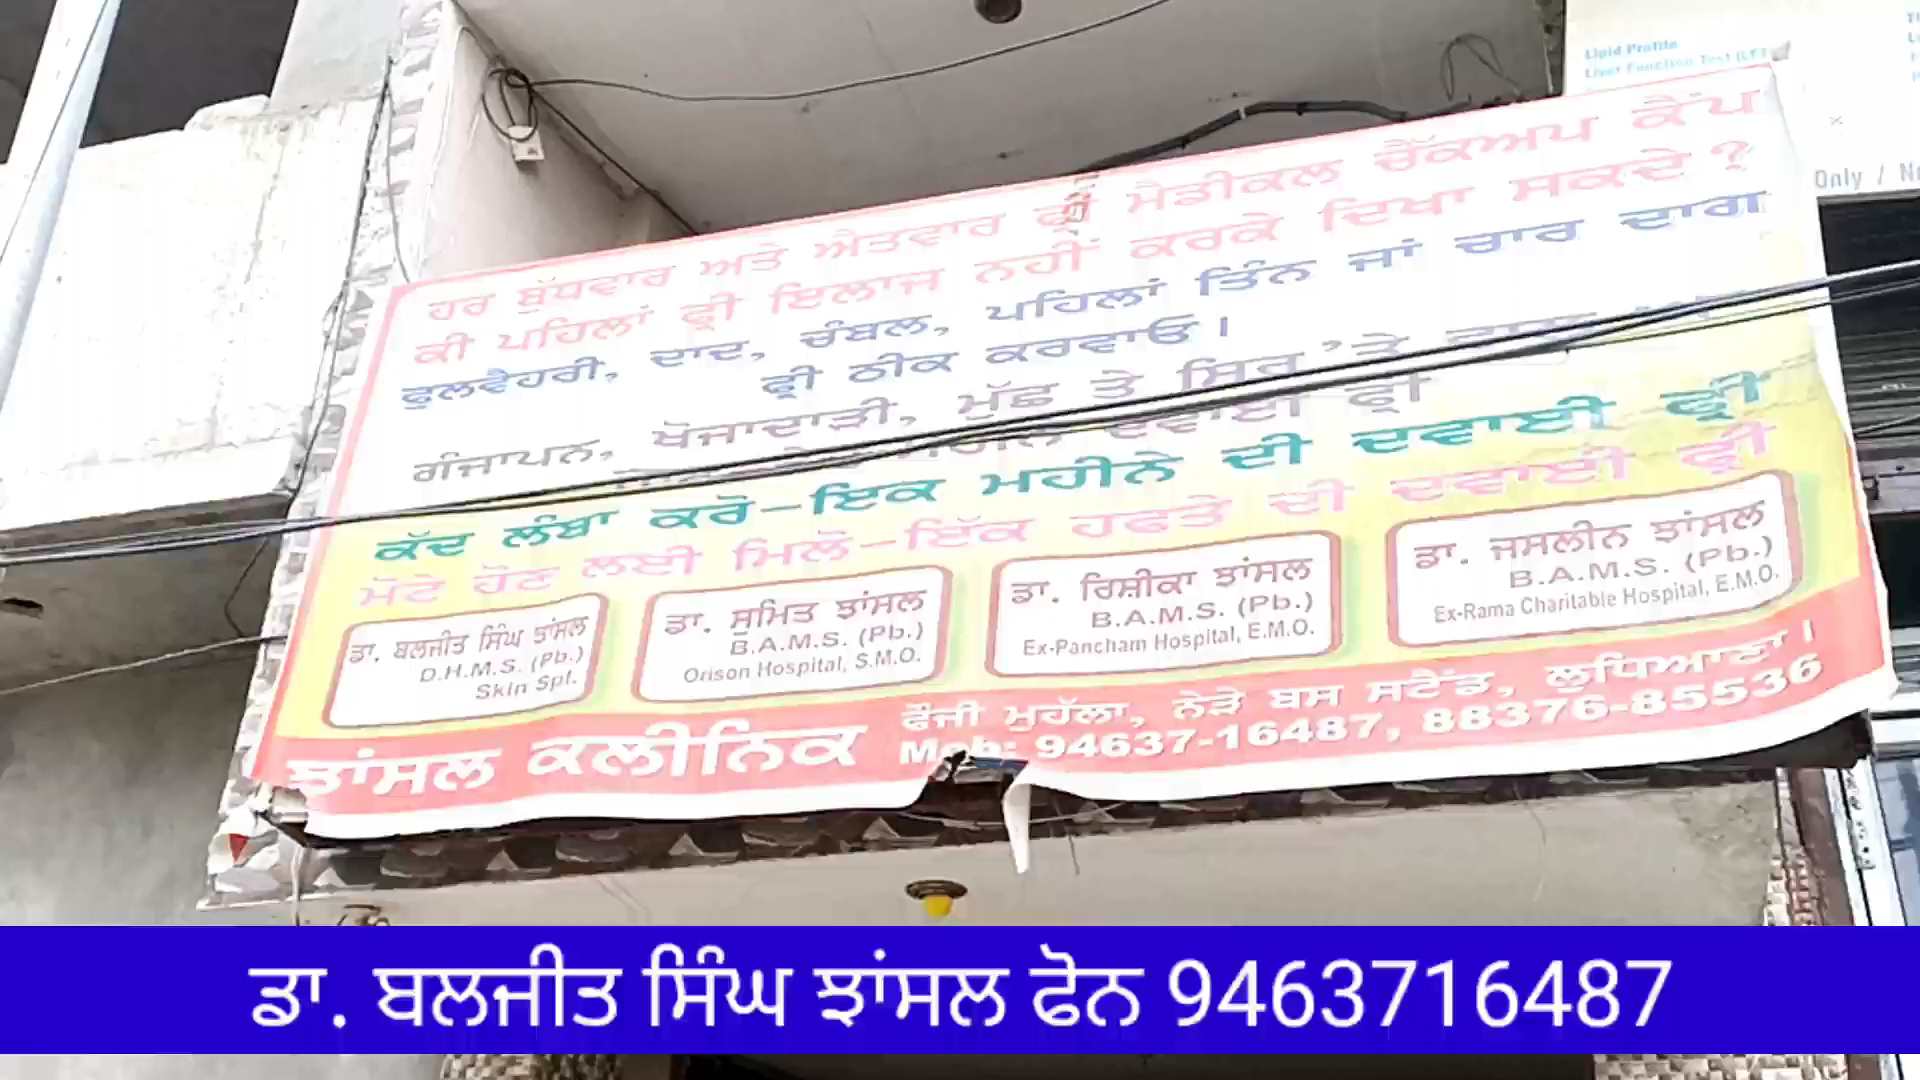 Lipid Profile
Liver Function Test (LFT)
Only /
ਹਰ ਬੁੱਧਵਾਰ ਅਤੇ ਐਤਵਾਰ ਫ੍ਰੀ ਮੈਡੀਕਲ ਚੈੱਕਅਪ ਕੈਂਪ
ਕੀ ਪਹਿਲਾਂ ਫ੍ਰੀ ਇਲਾਜ ਨਹੀਂ ਕਰਕੇ ਦਿਖਾ ਸਕਦੇ ?
ਫੁਲਵੈਹਰੀ, ਦਾਦ, ਚੰਬਲ, ਪਹਿਲਾਂ ਤਿੰਨ ਜਾਂ ਚਾਰ ਦਾਗ
ਫ੍ਰੀ ਠੀਕ ਕਰਵਾਓ।
ਗੰਜਾਪਨ, ਖੋਜਾਦਾੜੀ, ਮੁੱਛ ਤੇ ਸਿਰ 'ਤੇ
ਦਵਾਈ ਫ੍ਰੀ
ਕੱਦ ਲੰਬਾ ਕਰੋ-ਇਕ ਮਹੀਨੇ ਦੀ ਦਵਾਈ ਫ੍ਰੀ
ਮੋਟੇ ਹੋਣ ਲਈ ਮਿਲੋ-ਇੱਕ ਹਫਤੇ ਦੀ ਦਵਾਈ ਫ੍ਰੀ
ਡਾ. ਬਲਜੀਤ ਸਿੰਘ ਝਾਂਸਲ
D.H.M.S. (Pb.)
Skin Spl.
ਡਾ. ਸੁਮਿਤ ਝਾਂਸਲ
B.A.M.S. (Pb.)
Orison Hospital, S.M.O.
ਡਾ. ਰਿਸ਼ੀਕਾ ਝਾਂਸਲ
B.A.M.S. (Pb.)
Ex-Pancham Hospital, E.M.O.
ਡਾ. ਜਸਲੀਨ ਝਾਂਸਲ
B.A.M.S. (Pb.)
Ex-Rama Charitable Hospital, E.M.O.
ਝਾਂਸਲ ਕਲੀਨਿਕ
ਫੌਜੀ ਮੁਹੱਲਾ, ਨੇੜੇ ਬਸ ਸਟੈਂਡ, ਲੁਧਿਆਣਾ।
Mob: 94637-16487, 88376-85536
ਡਾ. ਬਲਜੀਤ ਸਿੰਘ ਝਾਂਸਲ ਫੋਨ 9463716487